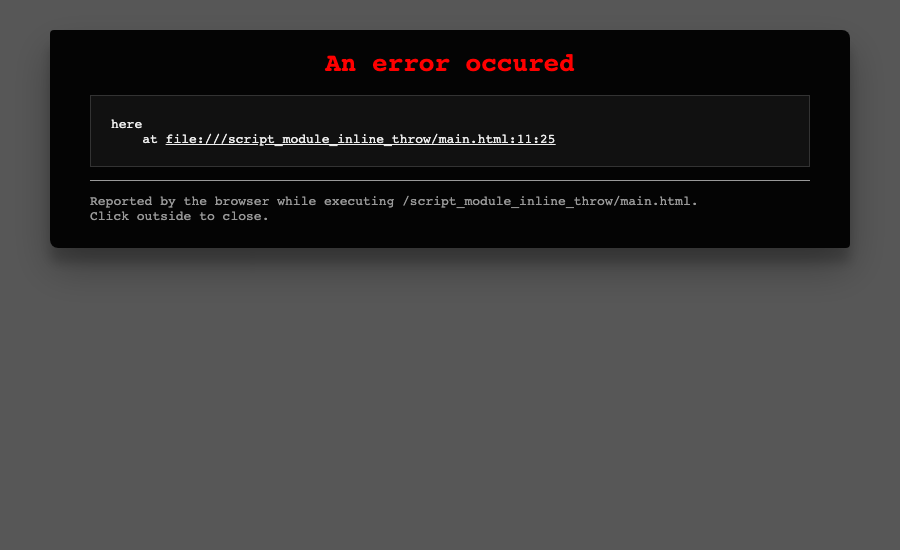 An error occured
here
at file:///script_module_inline_throw/main.html:11:25
Reported by the browser while executing /script_module_inline_throw/main.html.
Click outside to close.